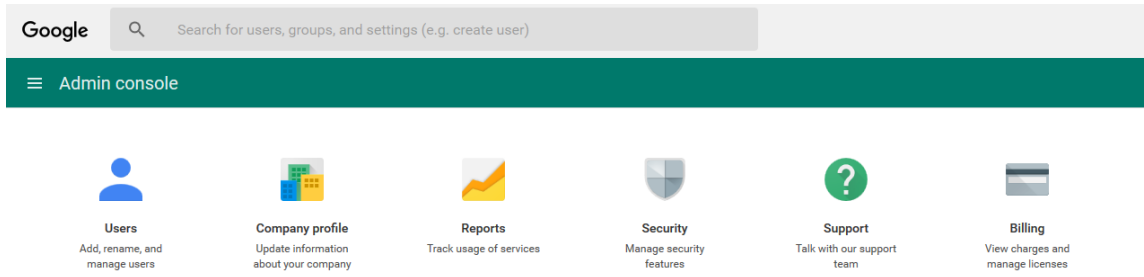 Google
Search for users, groups, and settings (e.g. create user)
Admin console
Users
Add, rename, and
manage users
Company profile
Update information
about your company
Reports
Track usage of services
Security
Manage security
features
Support
Talk with our support
team
Billing
View charges and
manage licenses